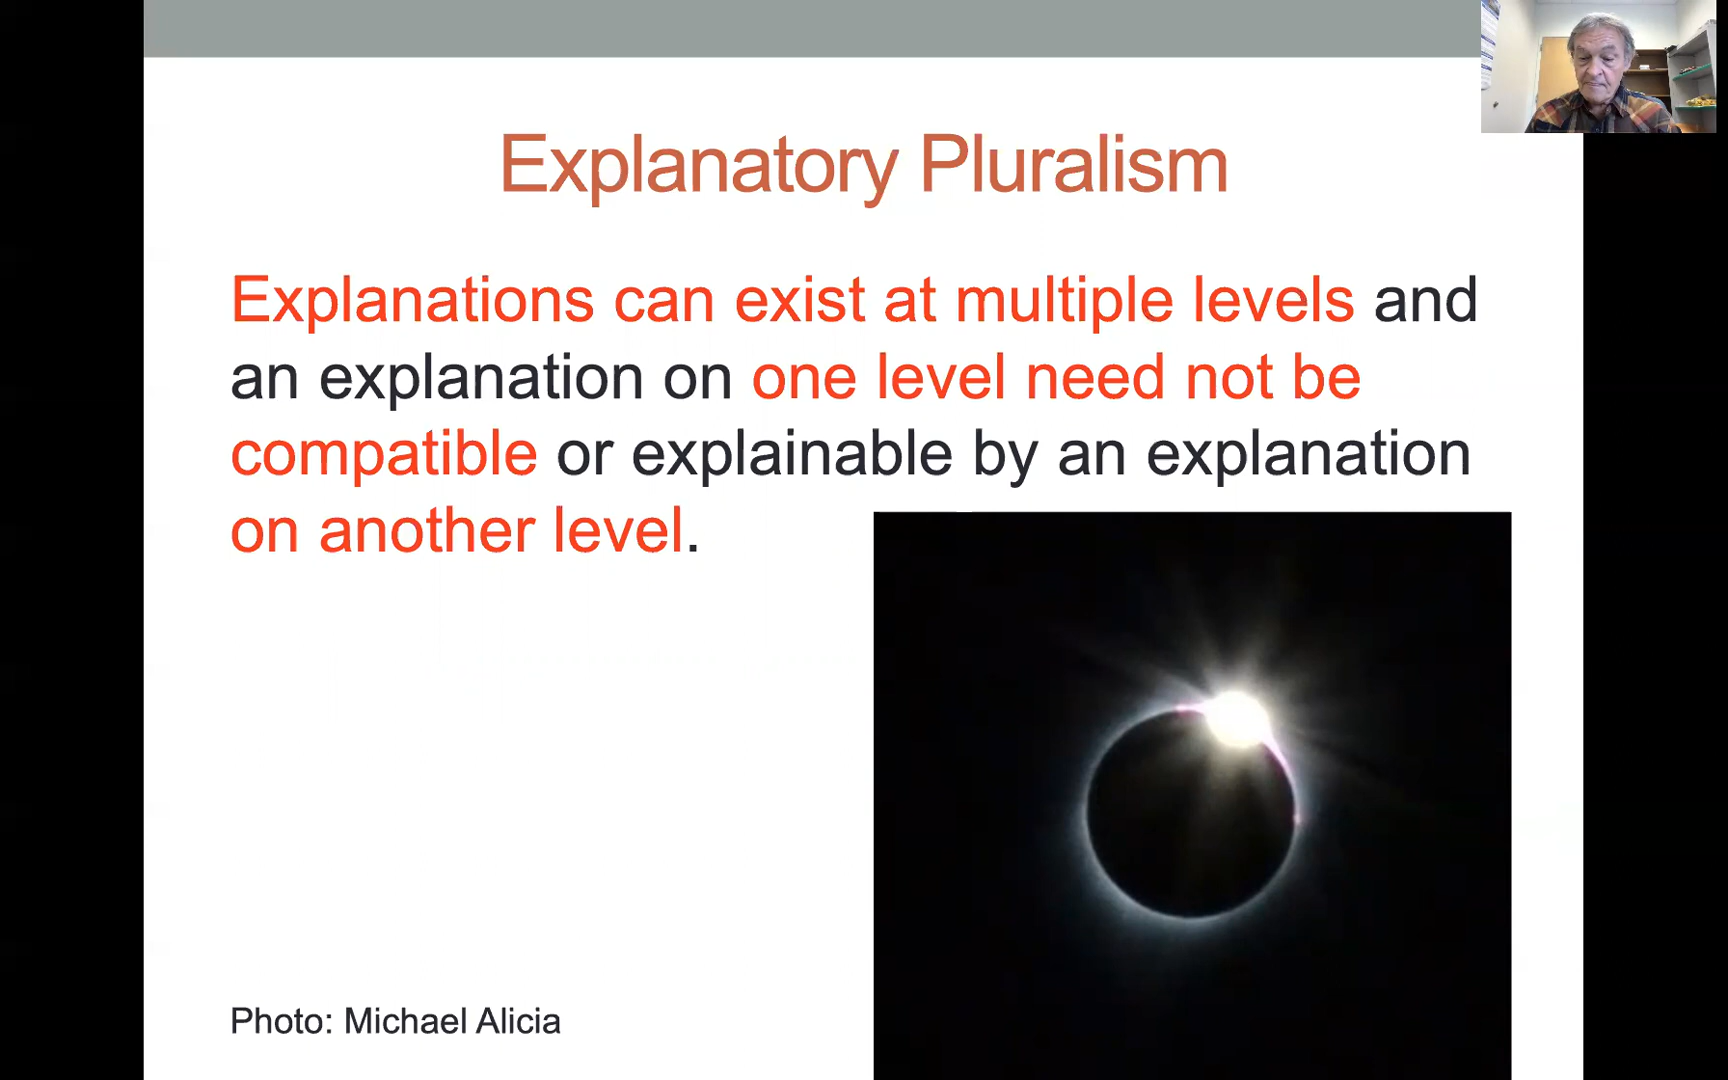 Explanatory Pluralism
Explanations can exist at multiple levels and
an explanation on one level need not be
compatible or explainable by an explanation
on another level.
Photo: Michael Alicia